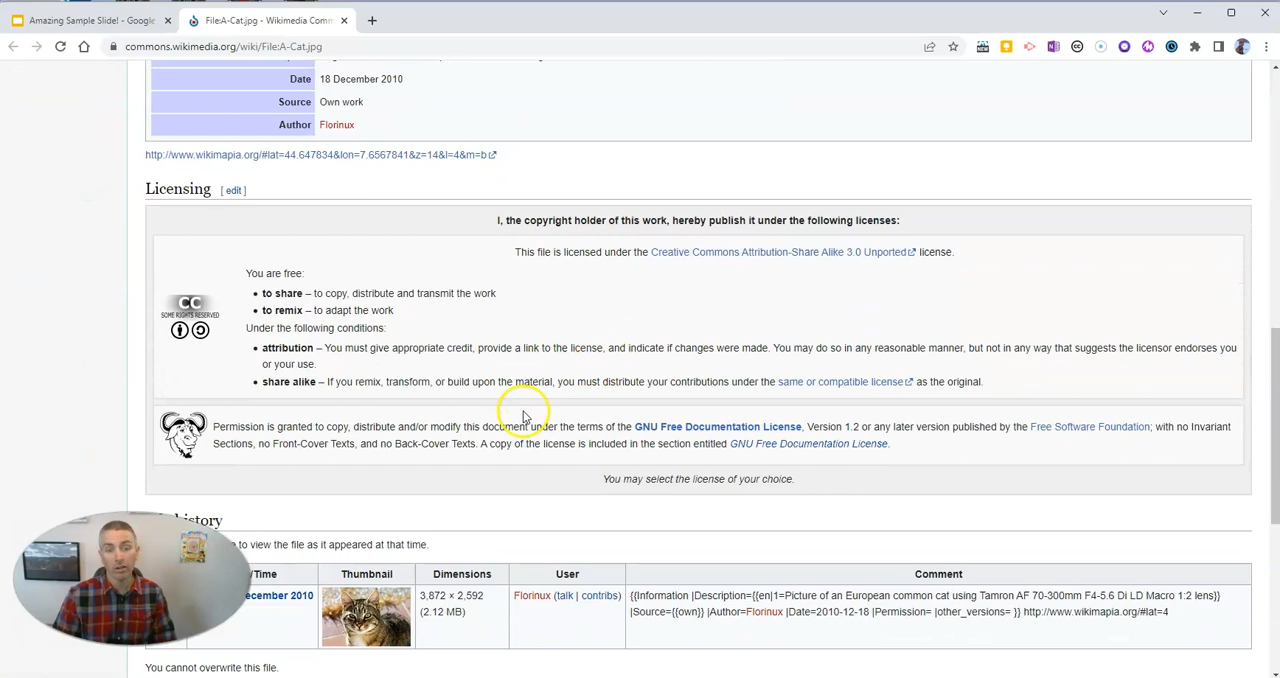 Amazing Sample Slide! - Google
File:A-Cat.jpg - Wikimedia Comm
commons.wikimedia.org/wiki/File:A-Cat.jpg
Date 18 December 2010
Source Own work
Author Florinux
http://www.wikimapia.org/#lat=44.647834&lon=7.6567841&z=14&l=4&m=b
Licensing [ edit ]
I, the copyright holder of this work, hereby publish it under the following licenses:
This file is licensed under the Creative Commons Attribution-Share Alike 3.0 Unported license.
You are free:
• to share – to copy, distribute and transmit the work
• to remix – to adapt the work
Under the following conditions:
• attribution – You must give appropriate credit, provide a link to the license, and indicate if changes were made. You may do so in any reasonable manner, but not in any way that suggests the licensor endorses you
or your use.
• share alike – If you remix, transform, or build upon the material, you must distribute your contributions under the same or compatible license as the original.
CC
SOME RIGHTS RESERVED
Permission is granted to copy, distribute and/or modify this document under the terms of the GNU Free Documentation License, Version 1.2 or any later version published by the Free Software Foundation; with no Invariant
Sections, no Front-Cover Texts, and no Back-Cover Texts. A copy of the license is included in the section entitled GNU Free Documentation License.
You may select the license of your choice.
history
to view the file as it appeared at that time.
/Time Thumbnail Dimensions User Comment
ecember 2010 3,872 × 2,592 Florinux (talk | contribs) {{Information |Description={{en|1=Picture of an European common cat using Tamron AF 70-300mm F4-5.6 Di LD Macro 1:2 lens}}
(2.12 MB) |Source={{own}} |Author=Florinux |Date=2010-12-18 |Permission= |other_versions= }} http://www.wikimapia.org/#lat=4
You cannot overwrite this file.